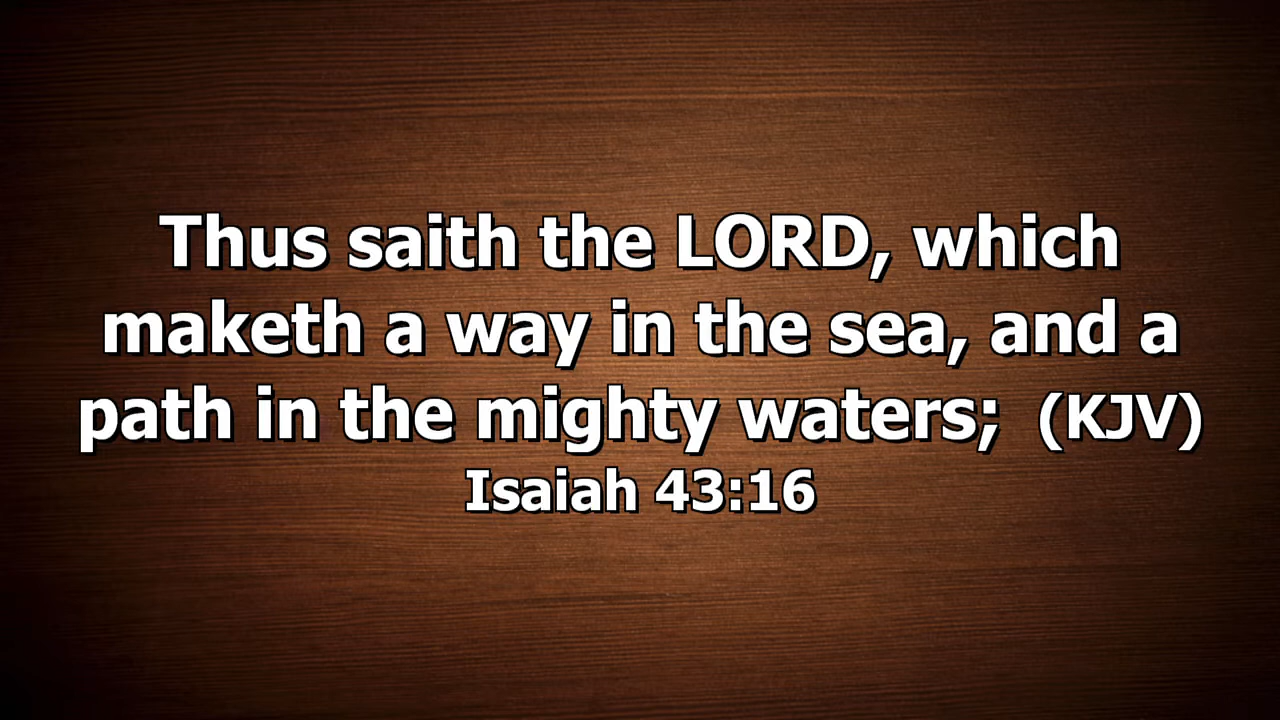 Thus saith the LORD, which
maketh a way in the sea, and a
path in the mighty waters;  (KJV)
Isaiah 43:16